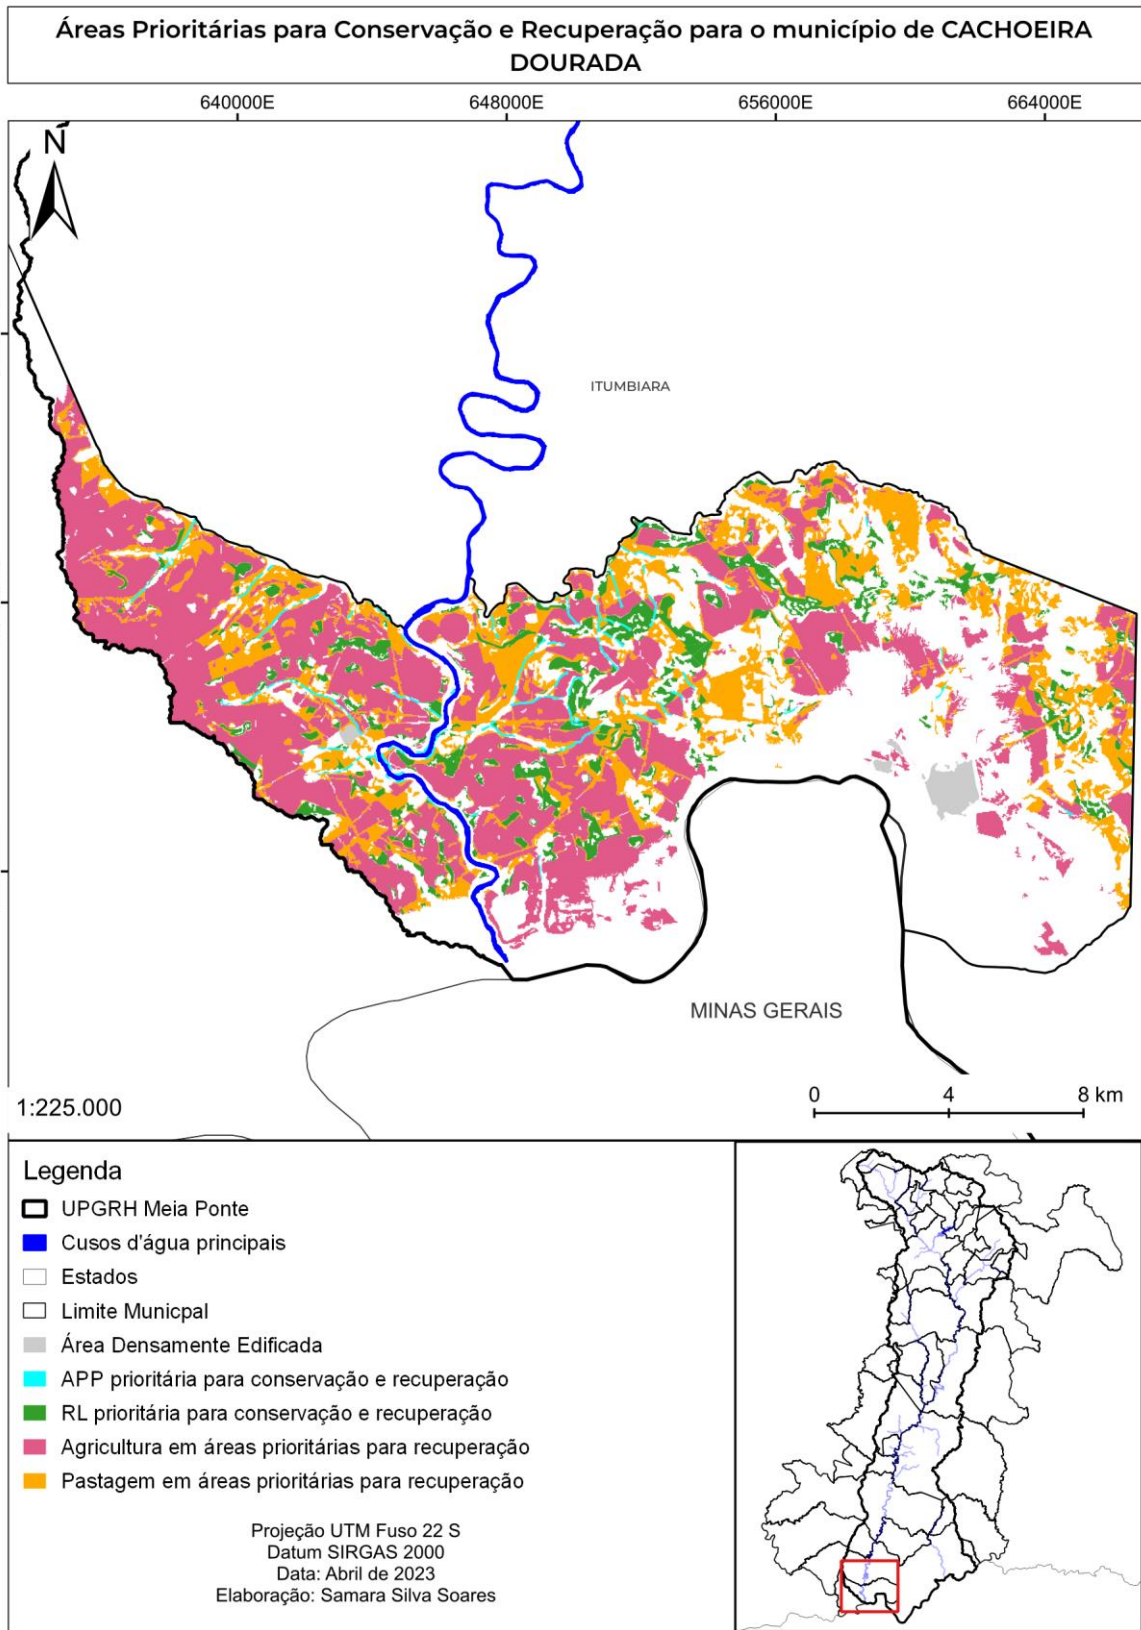 Áreas Prioritárias para Conservação e Recuperação para o município de CACHOEIRA
DOURADA
640000E 648000E 656000E 664000E
N
ITUMBIARA
MINAS GERAIS
1:225.000
0 4 8 km
Legenda
UPGRH Meia Ponte
Cusos d'água principais
Estados
Limite Municpal
Área Densamente Edificada
APP prioritária para conservação e recuperação
RL prioritária para conservação e recuperação
Agricultura em áreas prioritárias para recuperação
Pastagem em áreas prioritárias para recuperação
Projeção UTM Fuso 22 S
Datum SIRGAS 2000
Data: Abril de 2023
Elaboração: Samara Silva Soares